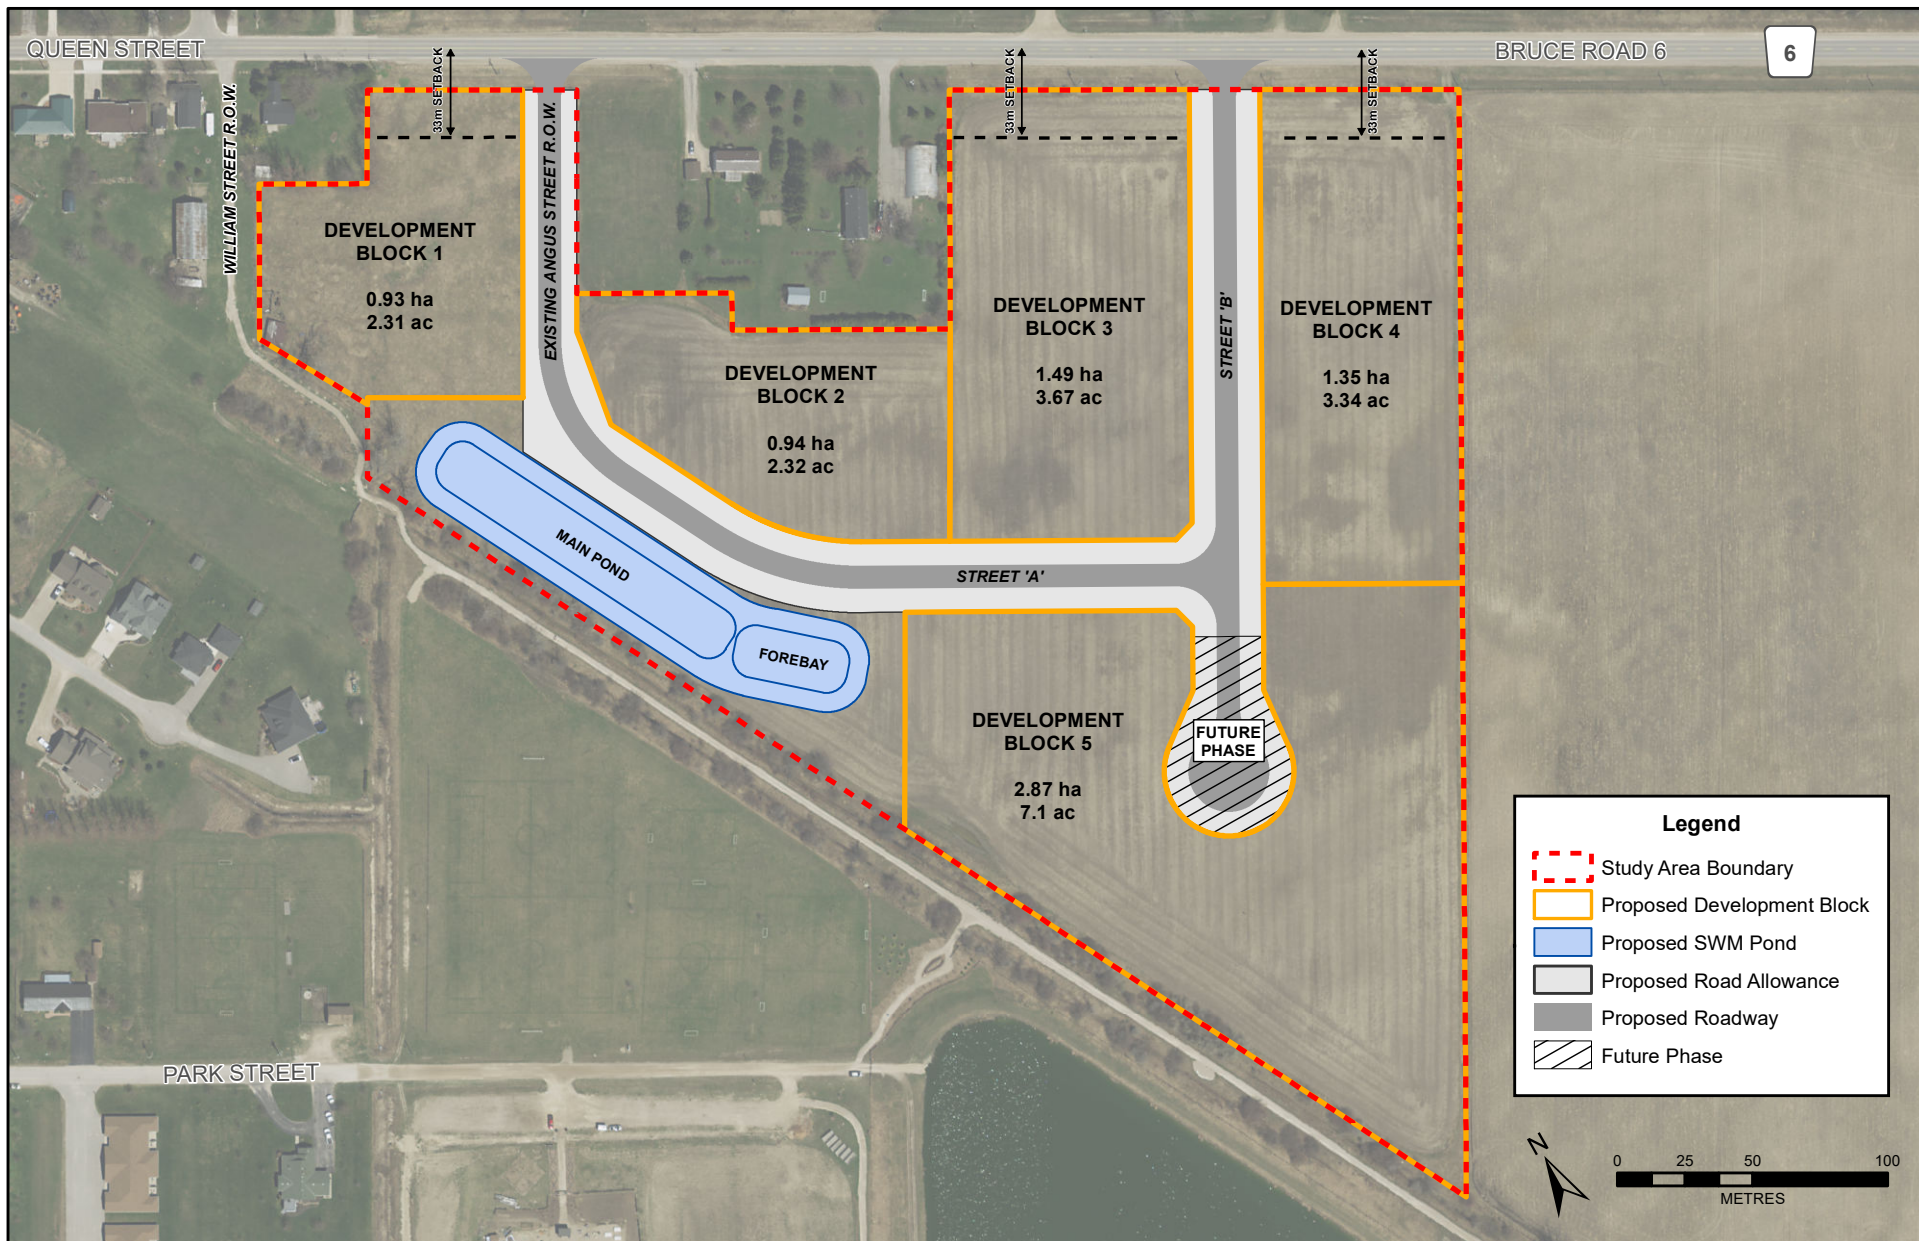 QUEEN STREET
BRUCE ROAD 6
6
33m SETBACK
33m SETBACK
33m SETBACK
WILLIAM STREET R.O.W.
EXISTING ANGUS STREET R.O.W.
DEVELOPMENT
BLOCK 1
0.93 ha
2.31 ac
DEVELOPMENT
BLOCK 2
0.94 ha
2.32 ac
DEVELOPMENT
BLOCK 3
1.49 ha
3.67 ac
STREET 'B'
DEVELOPMENT
BLOCK 4
1.35 ha
3.34 ac
MAIN POND
FOREBAY
STREET 'A'
DEVELOPMENT
BLOCK 5
2.87 ha
7.1 ac
FUTURE
PHASE
PARK STREET
Legend
Study Area Boundary
Proposed Development Block
Proposed SWM Pond
Proposed Road Allowance
Proposed Roadway
Future Phase
N
0 25 50 100
METRES